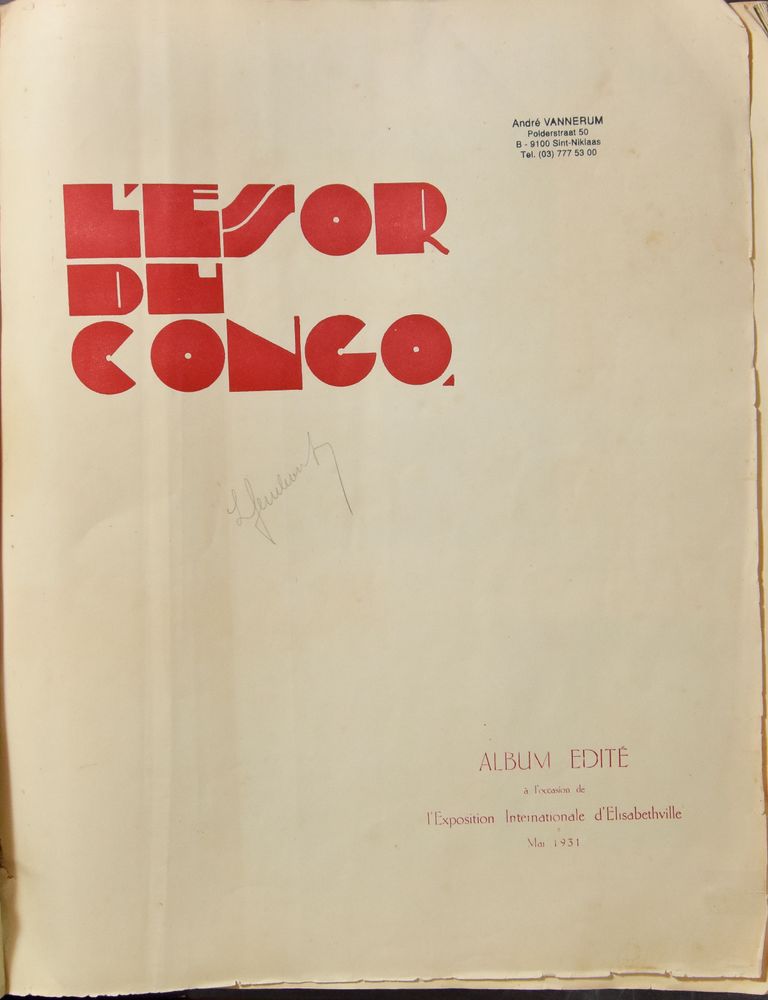 André VANNERUM
Polderstraat 50
B - 9100 Sint-Niklaas
Tel. (03) 777 53 00
L'ESSOR
DU
CONGO.
ALBUM EDITÉ
à l'occasion de
l'Exposition Internationale d'Elisabethville
Mai 1931